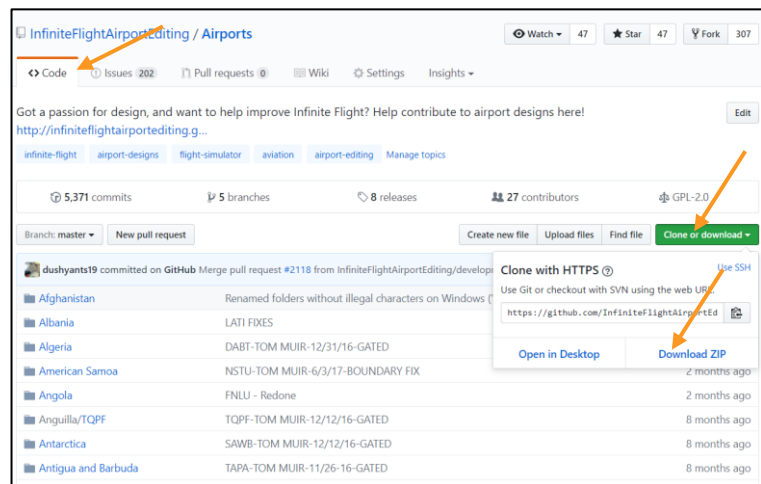 InfiniteFlightAirportEditing / Airports
Watch 47 Star 47 Fork 307
Code Issues 202 Pull requests 0 Wiki Settings Insights
Got a passion for design, and want to help improve Infinite Flight? Help contribute to airport designs here!
http://infiniteflightairportediting.g...
Edit
infinite-flight airport-designs flight-simulator aviation airport-editing Manage topics
5,371 commits 5 branches 8 releases 27 contributors GPL-2.0
Branch: master New pull request Create new file Upload files Find file Clone or download
dushyants19 committed on GitHub Merge pull request #2118 from InfiniteFlightAirportEditing/develop
Clone with HTTPS Use SSH
Use Git or checkout with SVN using the web URL.
https://github.com/InfiniteFlightAirportEd
Open in Desktop Download ZIP
Afghanistan Renamed folders without illegal characters on Windows
Albania LATI FIXES
Algeria DABT-TOM MUIR-12/31/16-GATED
American Samoa NSTU-TOM MUIR-6/3/17-BOUNDARY FIX 2 months ago
Angola FNLU - Redone 2 months ago
Anguilla/TQPF TQPF-TOM MUIR-12/12/16-GATED 8 months ago
Antarctica SAWB-TOM MUIR-12/12/16-GATED 8 months ago
Antigua and Barbuda TAPA-TOM MUIR-11/26-16-GATED 8 months ago